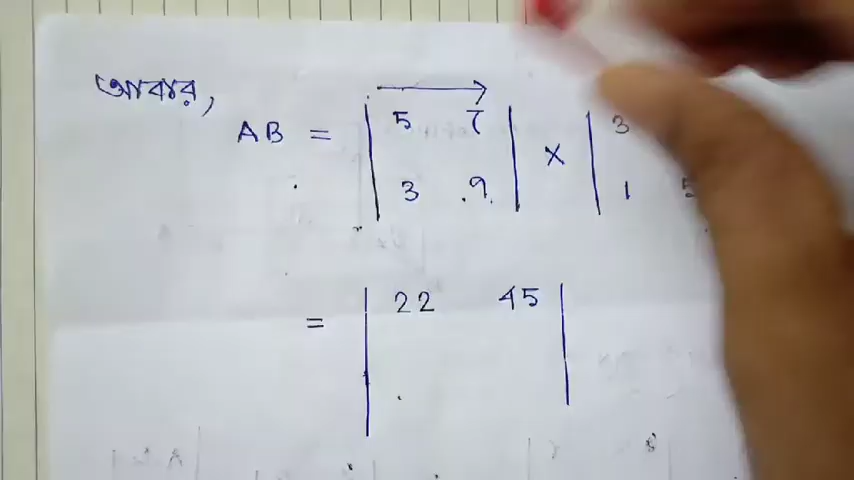 আবার,
AB = | 5 7 | × | 3
| 3 9 | | 1 5
= | 22 45 |